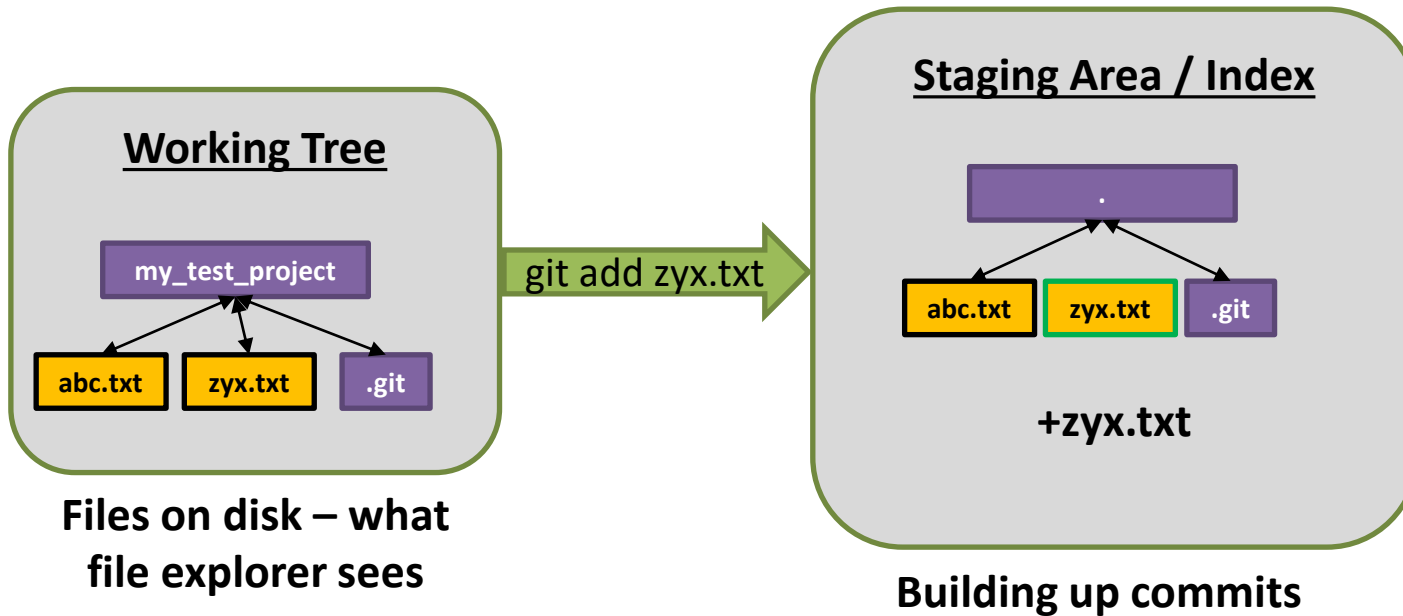 Working Tree
my_test_project
abc.txt
zyx.txt
.git
Files on disk – what
file explorer sees
git add zyx.txt
Staging Area / Index
.
abc.txt
zyx.txt
.git
+zyx.txt
Building up commits